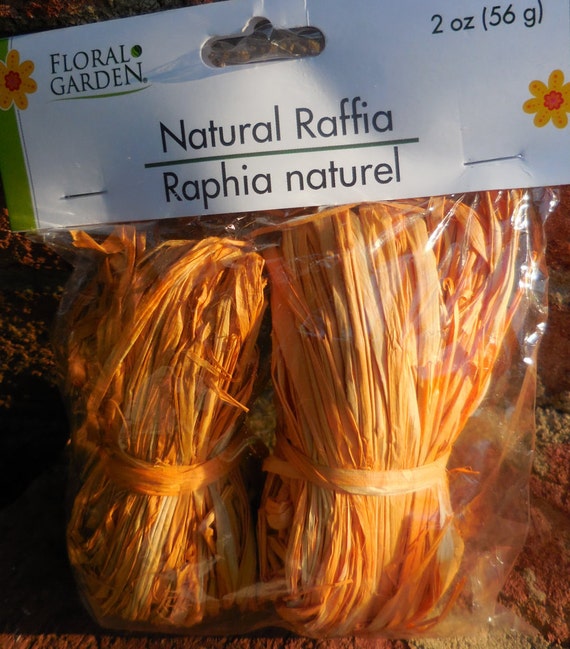 FLORAL
GARDEN®
2 oz (56 g)
Natural Raffia
Raphia naturel